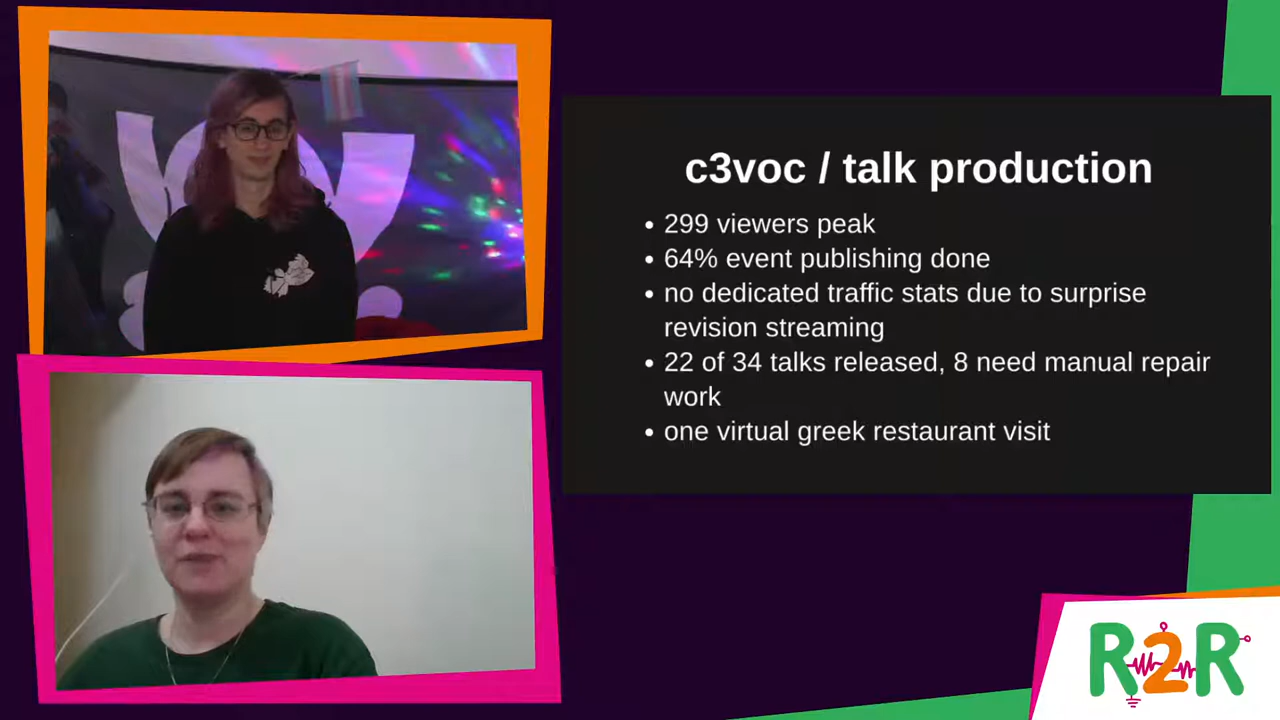 c3voc / talk production
• 299 viewers peak
• 64% event publishing done
• no dedicated traffic stats due to surprise
revision streaming
• 22 of 34 talks released, 8 need manual repair
work
• one virtual greek restaurant visit
R2R